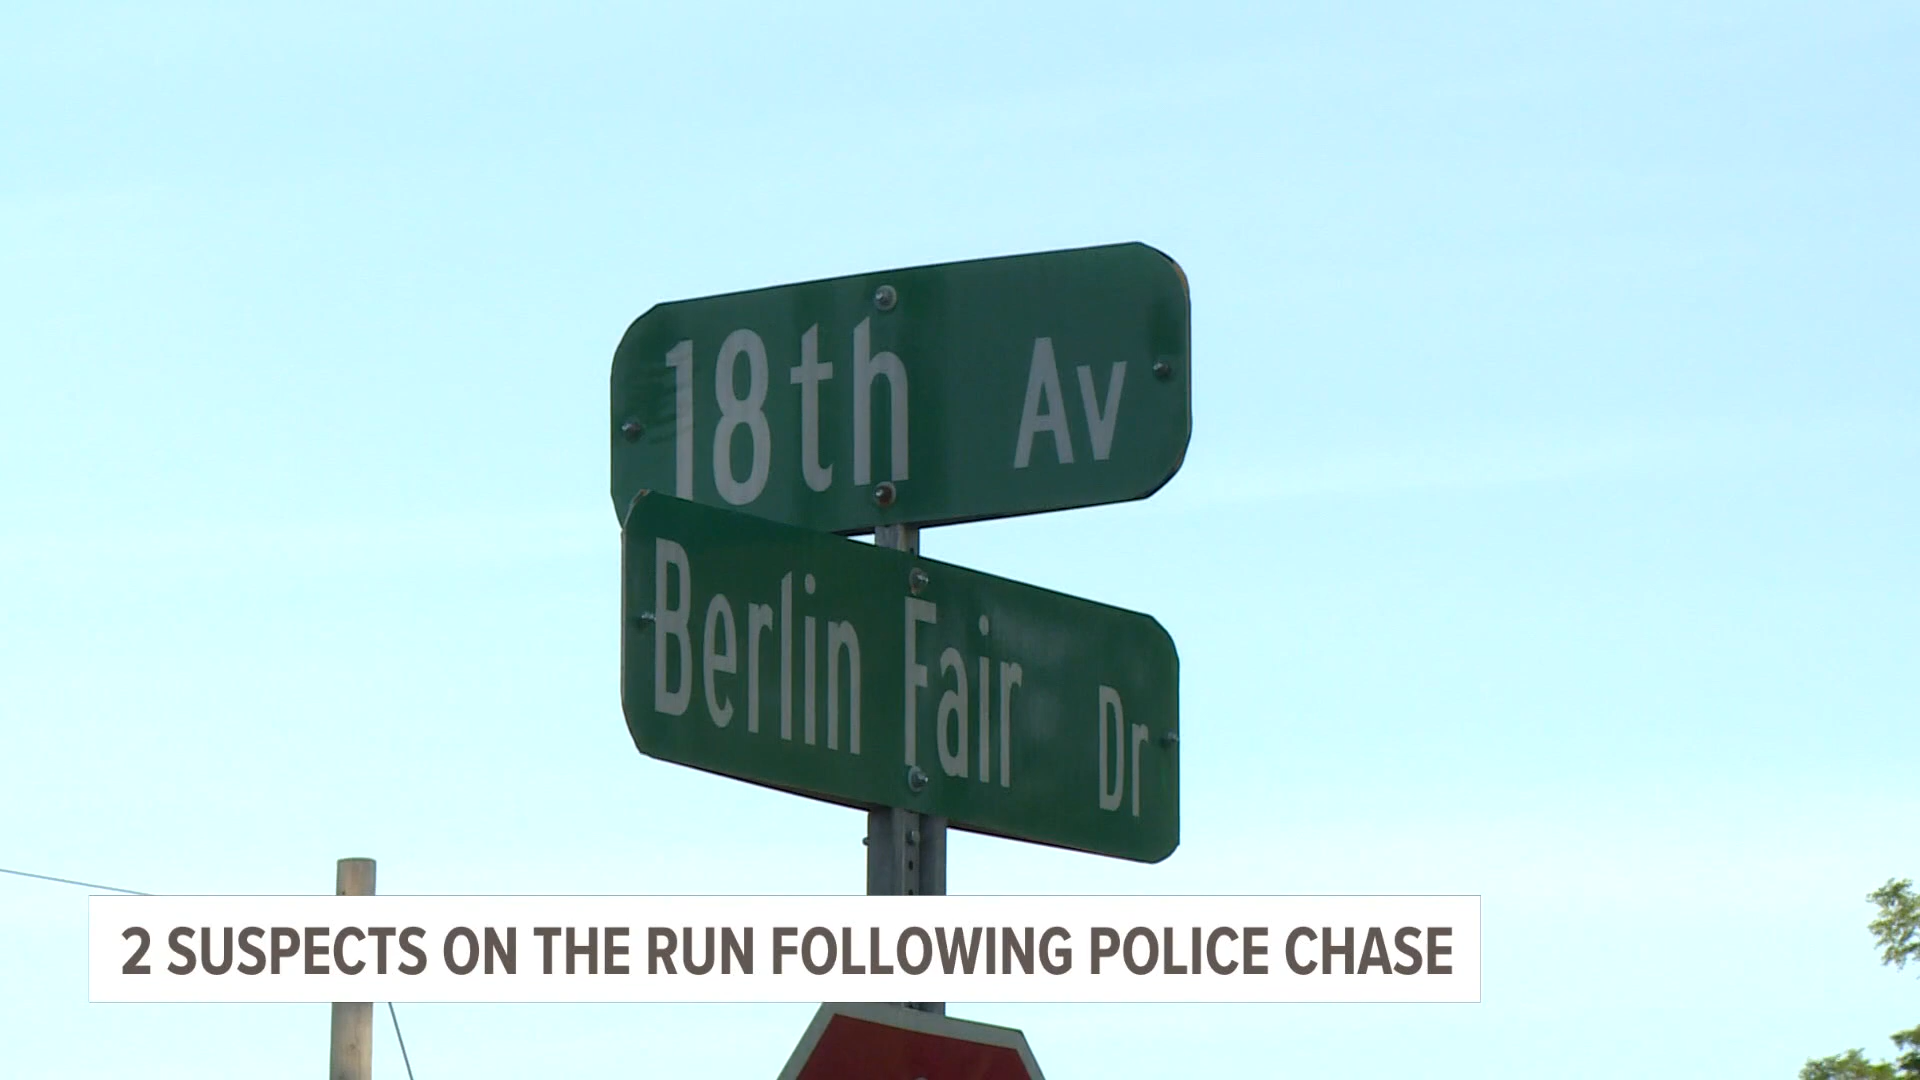 18th Av
Berlin Fair Dr
2 SUSPECTS ON THE RUN FOLLOWING POLICE CHASE